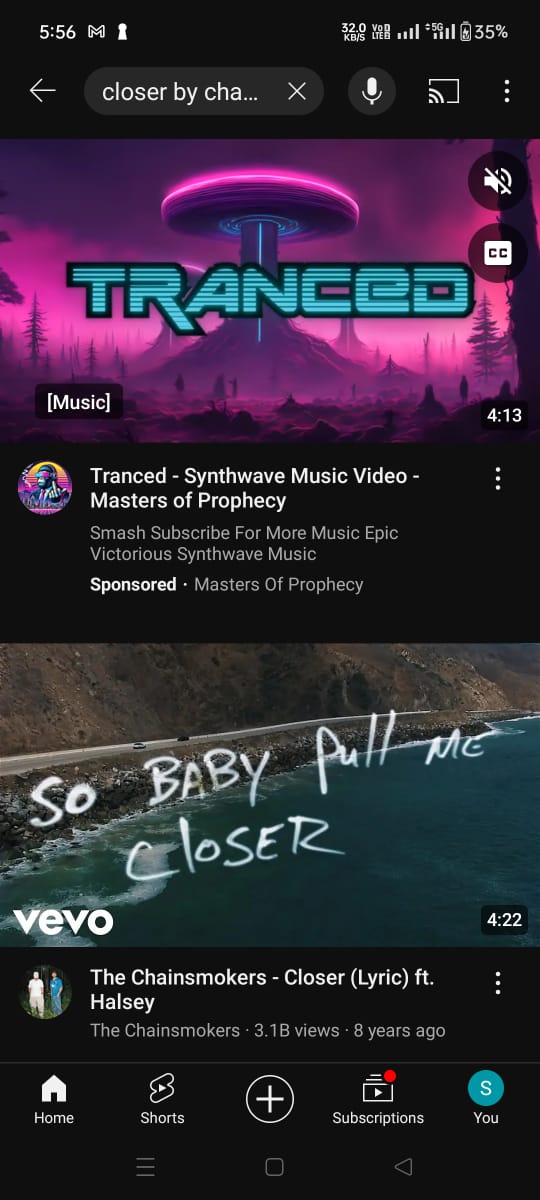 5:56
32.0 KB/S VoD LTE 5G 35%
closer by cha...
TRANCED
CC
[Music]
4:13
Tranced - Synthwave Music Video -
Masters of Prophecy
Smash Subscribe For More Music Epic
Victorious Synthwave Music
Sponsored · Masters Of Prophecy
SO BABY Pull ME
CLOSER
vevo
4:22
The Chainsmokers - Closer (Lyric) ft.
Halsey
The Chainsmokers · 3.1B views · 8 years ago
Home
Shorts
Subscriptions
S
You